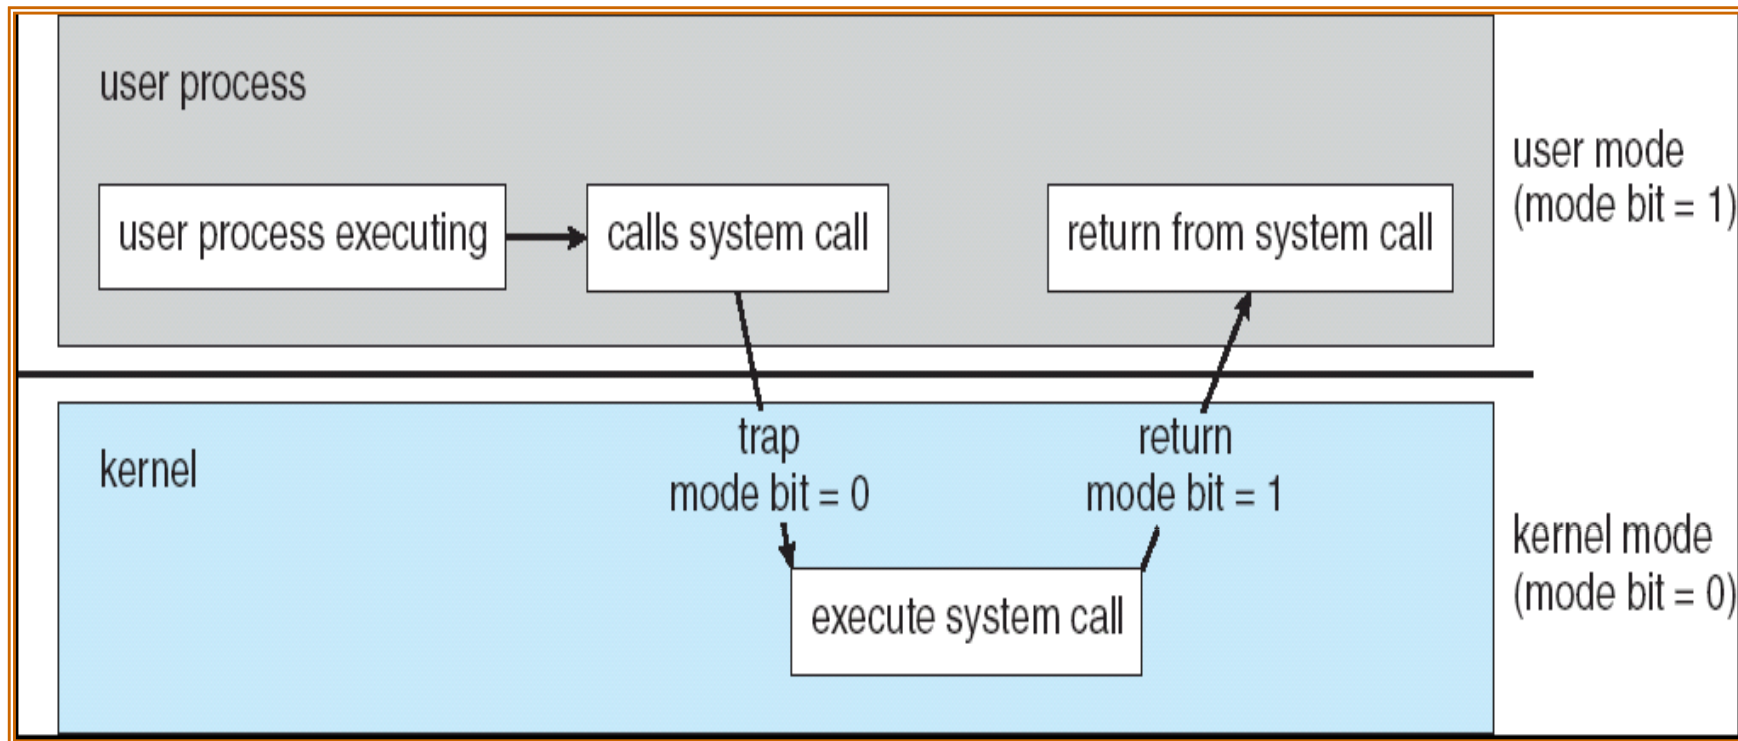 user process
user process executing
calls system call
return from system call
user mode
(mode bit = 1)
kernel
trap
mode bit = 0
return
mode bit = 1
execute system call
kernel mode
(mode bit = 0)